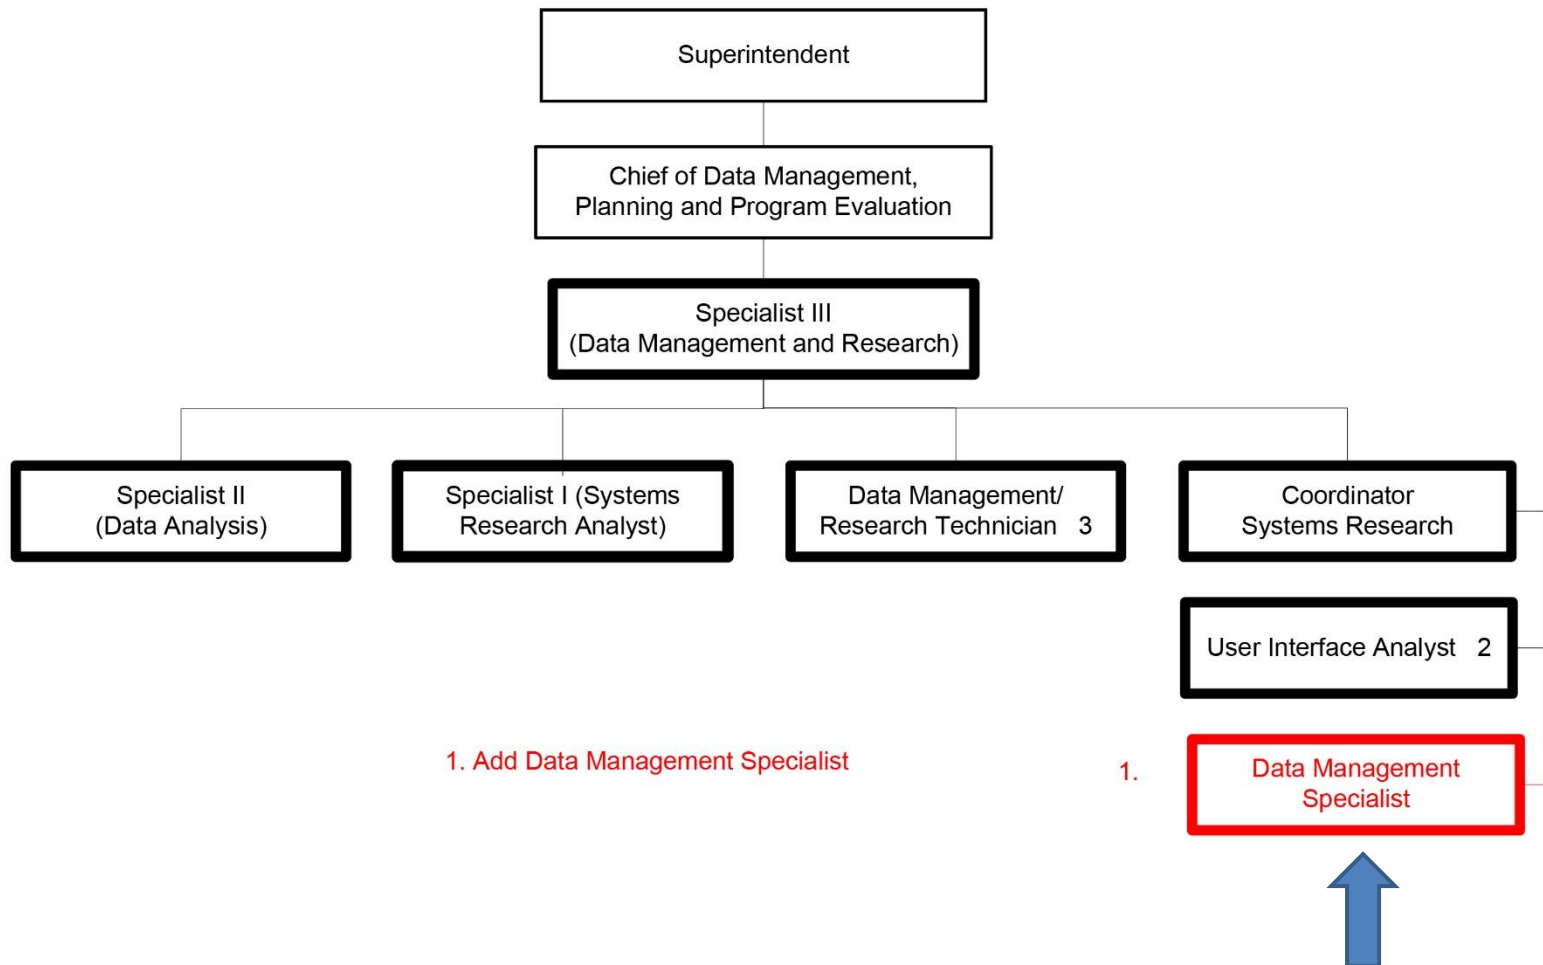 Superintendent
Chief of Data Management,
Planning and Program Evaluation
Specialist III
(Data Management and Research)
Specialist II
(Data Analysis)
Specialist I (Systems
Research Analyst)
Data Management/
Research Technician 3
Coordinator
Systems Research
User Interface Analyst 2
1. Add Data Management Specialist
1.
Data Management
Specialist